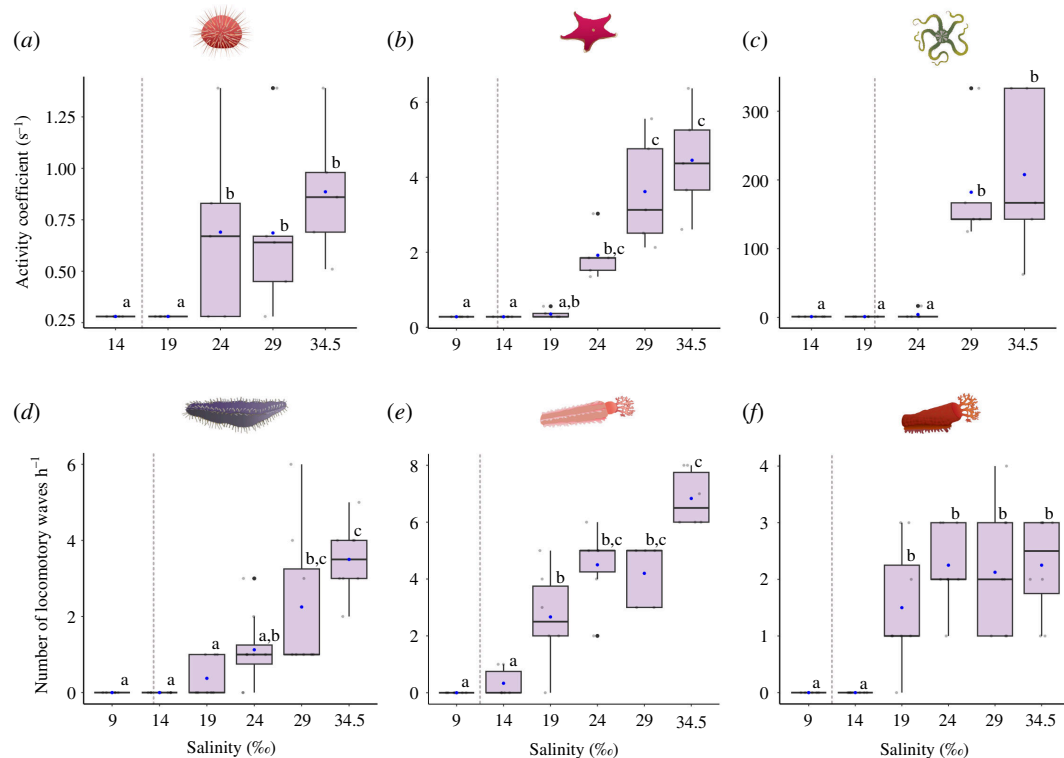 (a)
(b)
(c)
Activity coefficient (s⁻¹)
1.25
1.00
0.75
0.50
0.25
a
a
b
b
b
14
19
24
29
34.5
6
4
2
0
a
a
a,b
b,c
c
c
9
14
19
24
29
34.5
300
200
100
0
a
a
a
b
b
14
19
24
29
34.5
(d)
(e)
(f)
Number of locomotory waves h⁻¹
6
4
2
0
a
a
a
a,b
b,c
c
9
14
19
24
29
34.5
Salinity (‰)
8
6
4
2
0
a
a
b
b,c
b,c
c
9
14
19
24
29
34.5
Salinity (‰)
4
3
2
1
0
a
a
b
b
b
b
9
14
19
24
29
34.5
Salinity (‰)